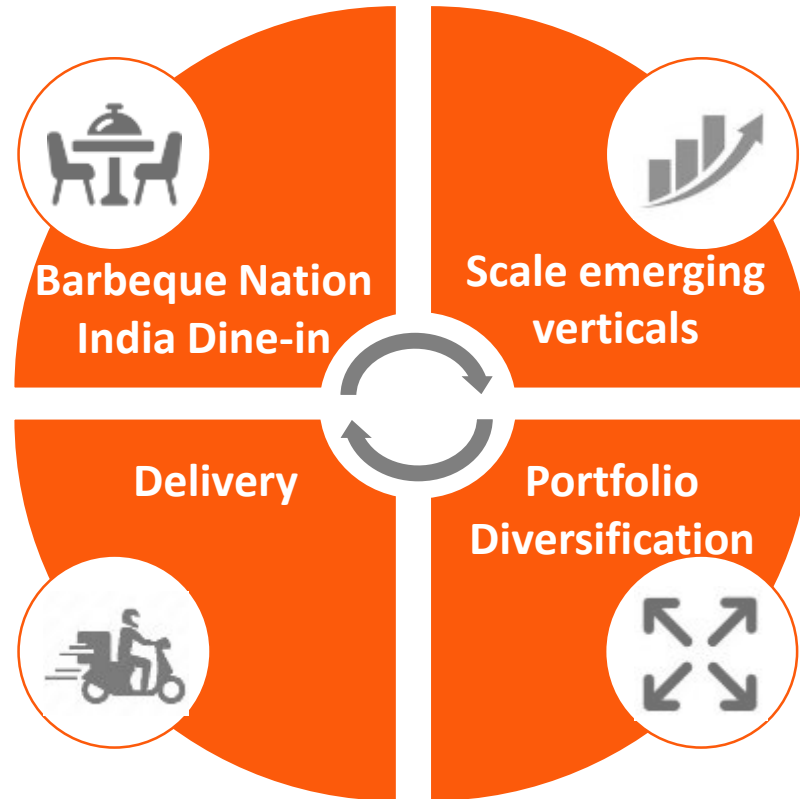 Barbeque Nation
India Dine-in
Scale emerging
verticals
Delivery
Portfolio
Diversification